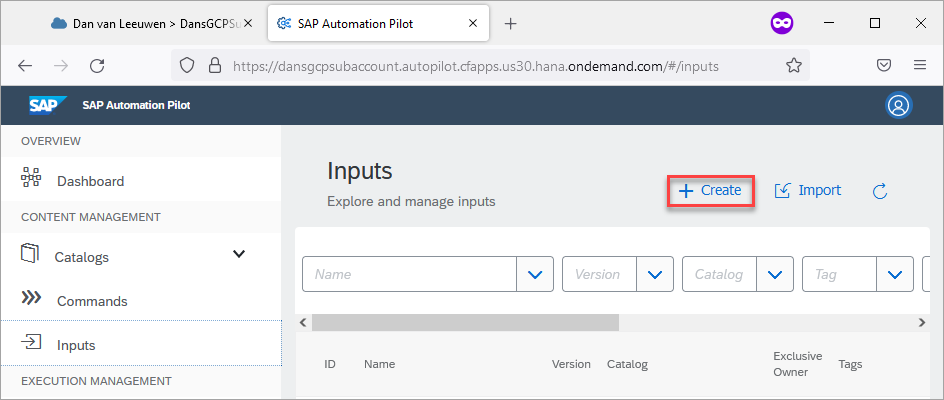 Dan van Leeuwen > DansGCPSu
SAP Automation Pilot
https://dansgcpsubaccount.autopilot.cfapps.us30.hana.ondemand.com/#/inputs
SAP SAP Automation Pilot
OVERVIEW
Dashboard
CONTENT MANAGEMENT
Catalogs
Commands
Inputs
EXECUTION MANAGEMENT
Inputs
Explore and manage inputs
+ Create
Import
Name
Version
Catalog
Tag
ID Name Version Catalog Exclusive Owner Tags